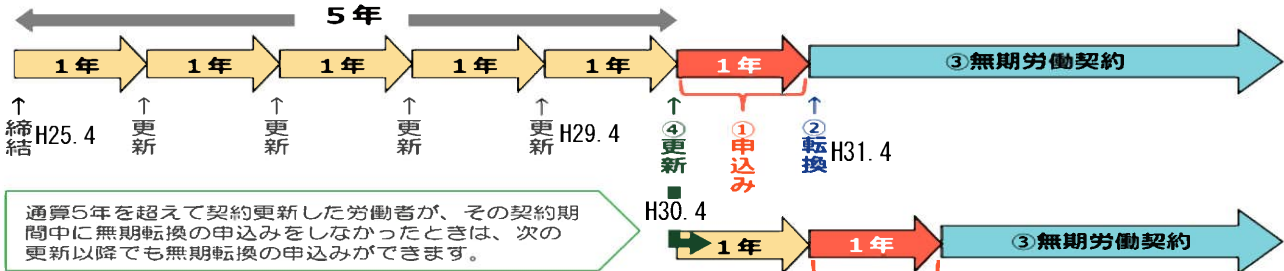 5年
1年 1年 1年 1年 1年 1年 ③無期労働契約
↑ ↑ ↑ ↑ ↑ ↑ ↑
締結 H25.4 更新 更新 更新 更新 H29.4 ④更新 ①申込み ②転換 H31.4
通算5年を超えて契約更新した労働者が、その契約期
間中に無期転換の申込みをしなかったときは、次の
更新以降でも無期転換の申込みができます。
H30.4
1年 1年 ③無期労働契約